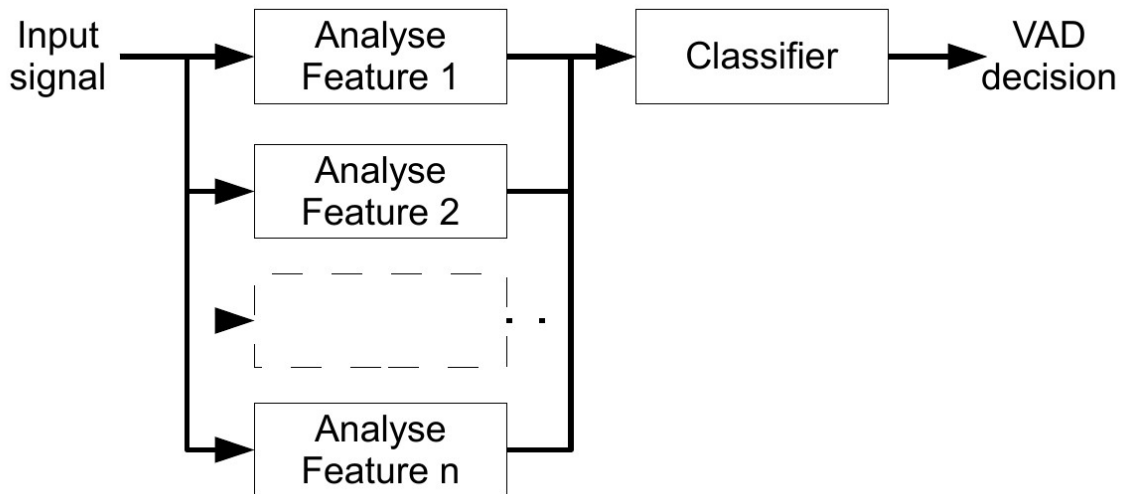 Input
signal
Analyse
Feature 1
Classifier
VAD
decision
Analyse
Feature 2
Analyse
Feature n